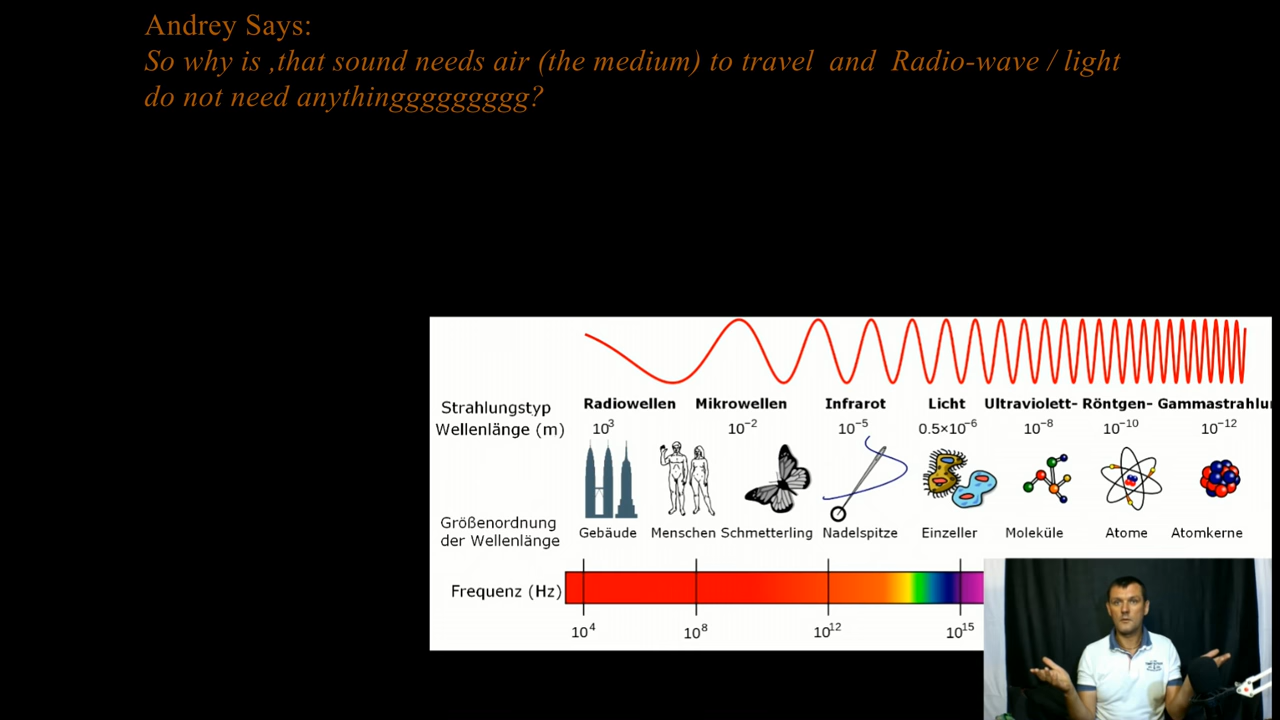 Andrey Says:
So why is ,that sound needs air (the medium) to travel and Radio-wave / light
do not need anythingggggggggg?
Strahlungstyp Radiowellen Mikrowellen Infrarot Licht Ultraviolett- Röntgen- Gammastrahlu
Wellenlänge (m) 10³ 10⁻² 10⁻⁵ 0.5×10⁻⁶ 10⁻⁸ 10⁻¹⁰ 10⁻¹²
Größenordnung
der Wellenlänge Gebäude Menschen Schmetterling Nadelspitze Einzeller Moleküle Atome Atomkerne
Frequenz (Hz)
10⁴ 10⁸ 10¹² 10¹⁵